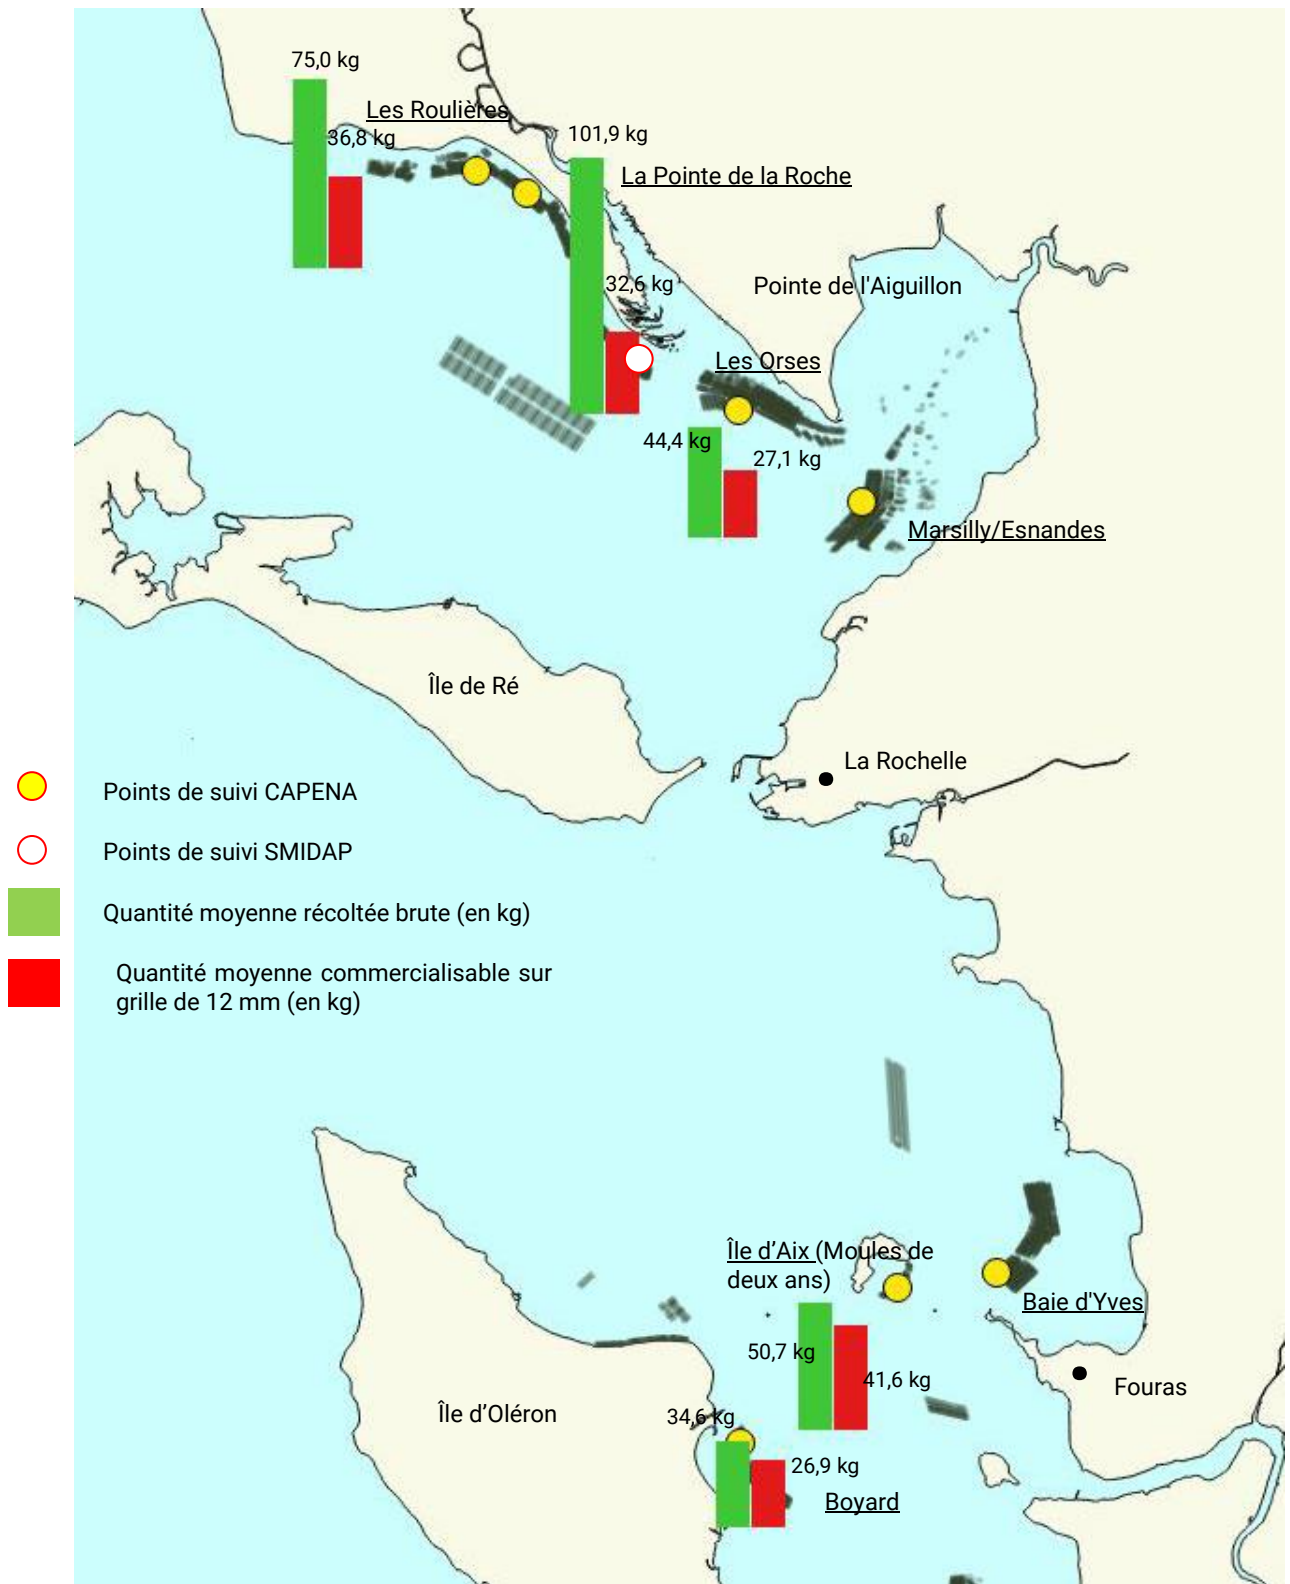 75,0 kg
Les Roulières
36,8 kg
101,9 kg
La Pointe de la Roche
32,6 kg
Pointe de l'Aiguillon
Les Orses
44,4 kg
27,1 kg
Marsilly/Esnandes
Île de Ré
La Rochelle
Points de suivi CAPENA
Points de suivi SMIDAP
Quantité moyenne récoltée brute (en kg)
Quantité moyenne commercialisable sur
grille de 12 mm (en kg)
Île d’Aix (Moules de
deux ans)
Baie d'Yves
50,7 kg
41,6 kg
Fouras
Île d’Oléron
34,6 kg
26,9 kg
Boyard